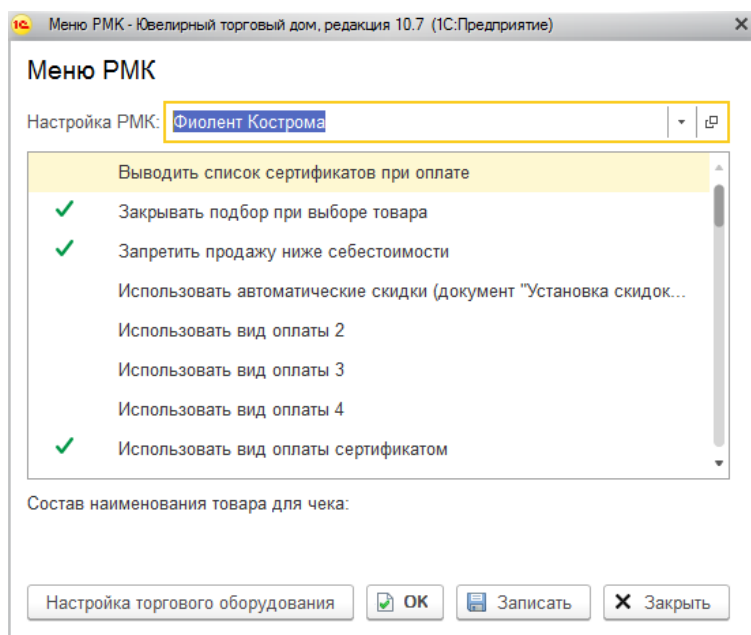 1С Меню РМК - Ювелирный торговый дом, редакция 10.7 (1С:Предприятие)
Меню РМК
Настройка РМК: Фиолент Кострома
Выводить список сертификатов при оплате
Закрывать подбор при выборе товара
Запретить продажу ниже себестоимости
Использовать автоматические скидки (документ "Установка скидок...
Использовать вид оплаты 2
Использовать вид оплаты 3
Использовать вид оплаты 4
Использовать вид оплаты сертификатом
Состав наименования товара для чека:
Настройка торгового оборудования ОК Записать Закрыть